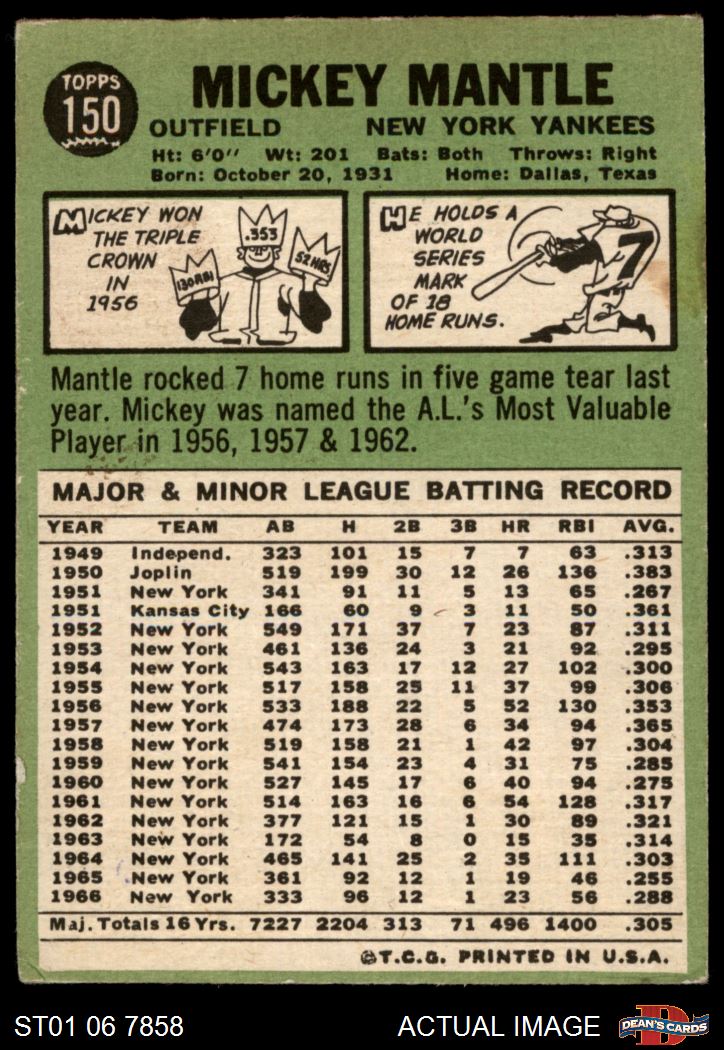 TOPPS
150
MICKEY MANTLE
OUTFIELD NEW YORK YANKEES
Ht: 6'0" Wt: 201 Bats: Both Throws: Right
Born: October 20, 1931 Home: Dallas, Texas
MICKEY WON
THE TRIPLE
CROWN
IN
1956
130 RBI
.353
52 HRS
HE HOLDS A
WORLD
SERIES
MARK
OF 18
HOME RUNS.
7
Mantle rocked 7 home runs in five game tear last
year. Mickey was named the A.L.'s Most Valuable
Player in 1956, 1957 & 1962.
MAJOR & MINOR LEAGUE BATTING RECORD
YEAR TEAM AB H 2B 3B HR RBI AVG.
1949 Independ. 323 101 15 7 7 63 .313
1950 Joplin 519 199 30 12 26 136 .383
1951 New York 341 91 11 5 13 65 .267
1951 Kansas City 166 60 9 3 11 50 .361
1952 New York 549 171 37 7 23 87 .311
1953 New York 461 136 24 3 21 92 .295
1954 New York 543 163 17 12 27 102 .300
1955 New York 517 158 25 11 37 99 .306
1956 New York 533 188 22 5 52 130 .353
1957 New York 474 173 28 6 34 94 .365
1958 New York 519 158 21 1 42 97 .304
1959 New York 541 154 23 4 31 75 .285
1960 New York 527 145 17 6 40 94 .275
1961 New York 514 163 16 6 54 128 .317
1962 New York 377 121 15 1 30 89 .321
1963 New York 172 54 8 0 15 35 .314
1964 New York 465 141 25 2 35 111 .303
1965 New York 361 92 12 1 19 46 .255
1966 New York 333 96 12 1 23 56 .288
Maj. Totals 16 Yrs. 7227 2204 313 71 496 1400 .305
©T.C.G. PRINTED IN U.S.A.
ST01 06 7858 ACTUAL IMAGE DEAN'S CARDS